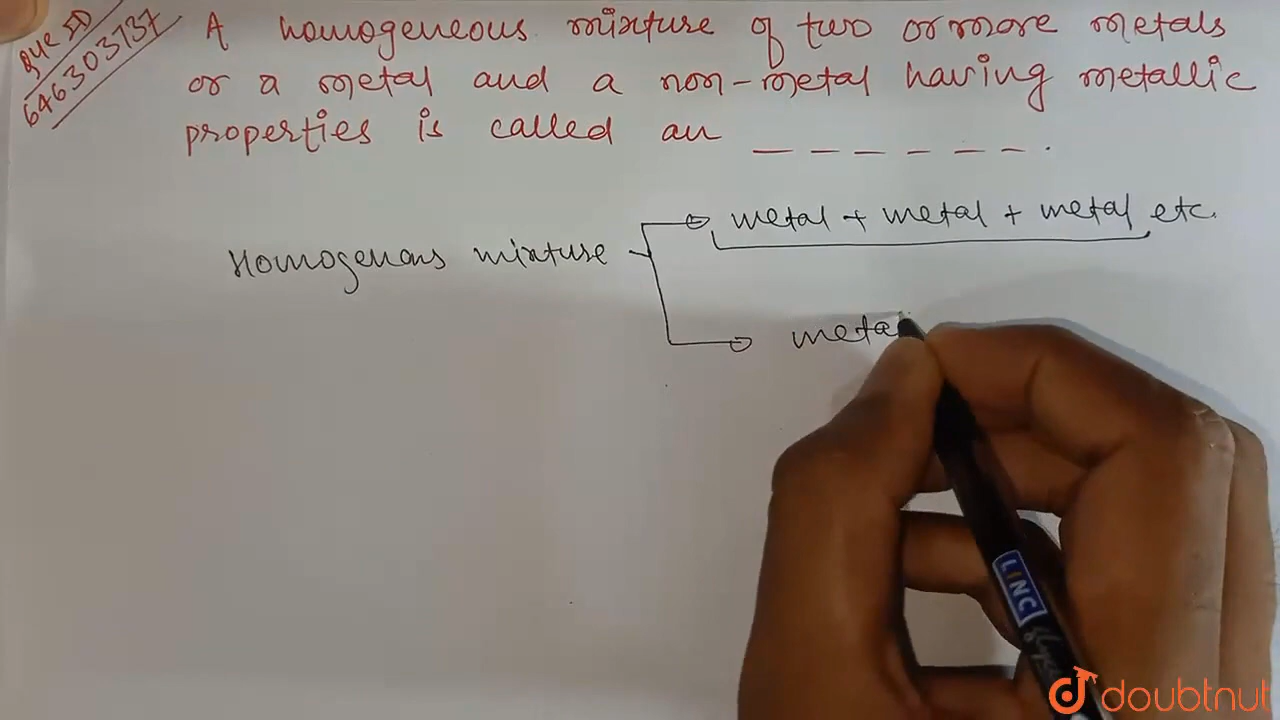 Que ID
646303737
A homogeneous mixture of two or more metals
or a metal and a non-metal having metallic
properties is called an _ _ _ _ _ _.
metal + metal + metal etc.
Homogenous mixture
meta
LINC
doubtnut